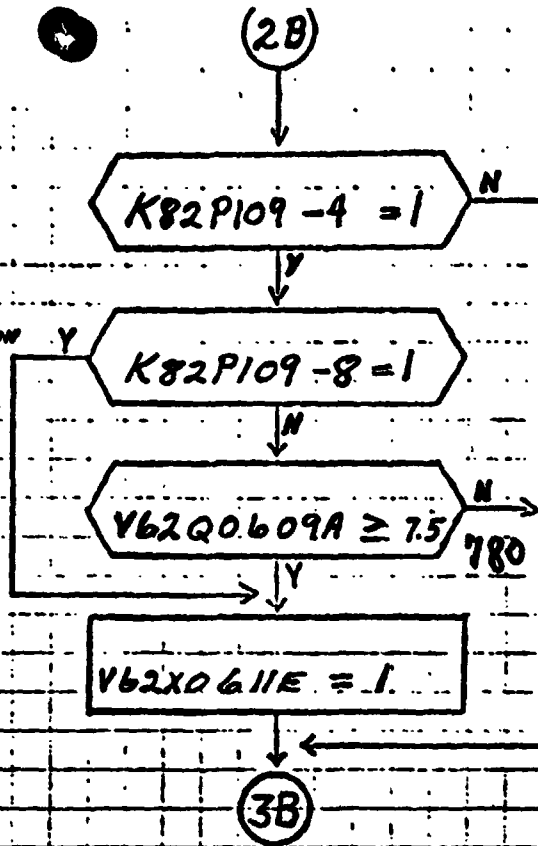 2B
K82P109-4 = 1
N
Y
Y
K82P109-8 = 1
N
V62Q0609A ≥ 7.5
N
780
Y
V62X0611E = 1
3B